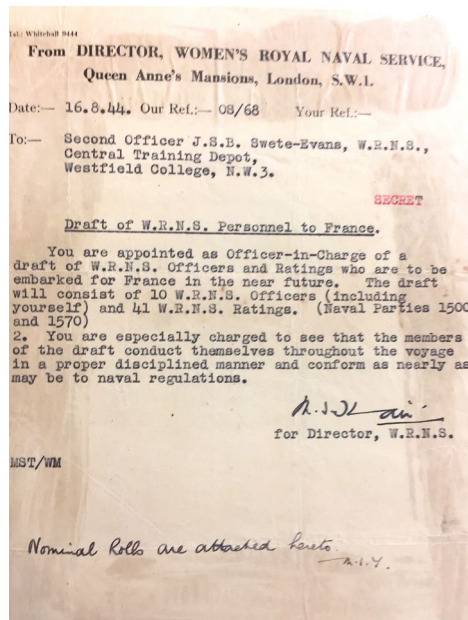 Tel.: Whitehall 9444
From DIRECTOR, WOMEN'S ROYAL NAVAL SERVICE,
Queen Anne's Mansions, London, S.W.1.
Date:— 16.8.44. Our Ref.:— 08/68 Your Ref.:—
To:— Second Officer J.S.B. Swete-Evans, W.R.N.S.,
Central Training Depot,
Westfield College, N.W.3.
SECRET
Draft of W.R.N.S. Personnel to France.
You are appointed as Officer-in-Charge of a
draft of W.R.N.S. Officers and Ratings who are to be
embarked for France in the near future. The draft
will consist of 10 W.R.N.S. Officers (including
yourself) and 41 W.R.N.S. Ratings. (Naval Parties 1500
and 1570)
2. You are especially charged to see that the members
of the draft conduct themselves throughout the voyage
in a proper disciplined manner and conform as nearly as
may be to naval regulations.
for Director, W.R.N.S.
MST/WM
Nominal Rolls are attached hereto.